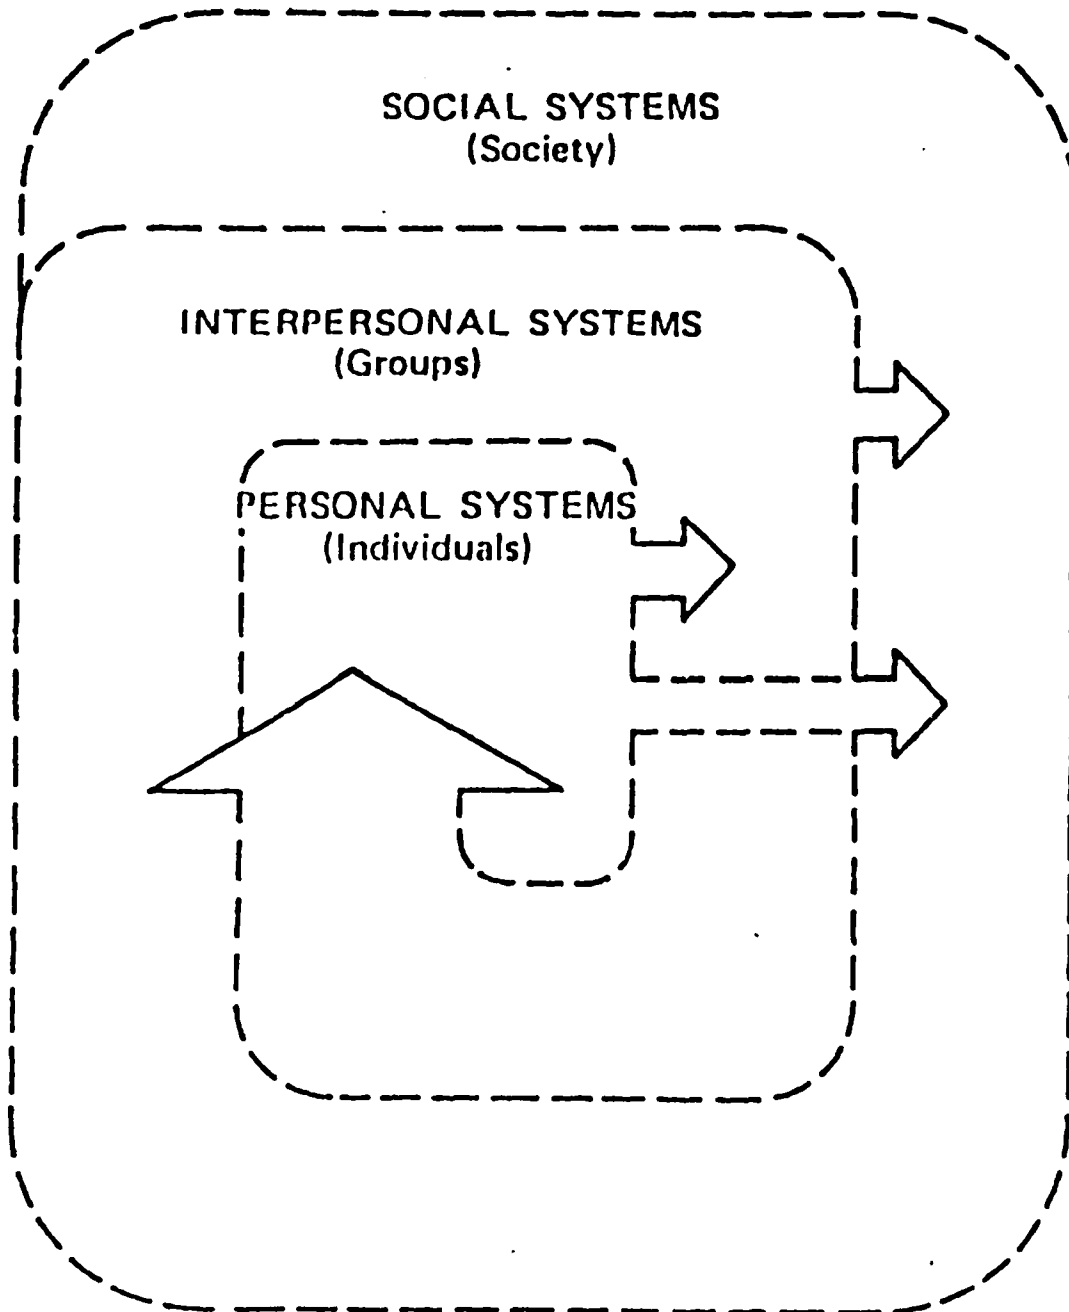 SOCIAL SYSTEMS
(Society)
INTERPERSONAL SYSTEMS
(Groups)
PERSONAL SYSTEMS
(Individuals)